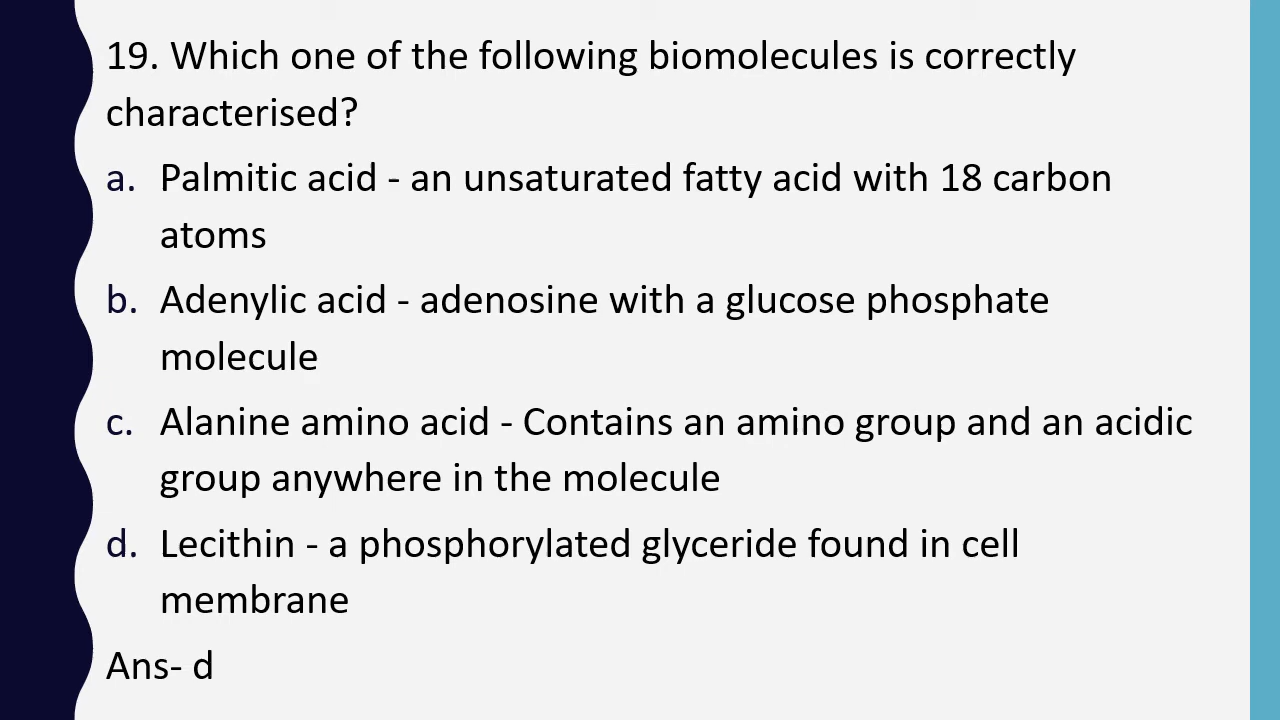 19. Which one of the following biomolecules is correctly
characterised?
a. Palmitic acid - an unsaturated fatty acid with 18 carbon
atoms
b. Adenylic acid - adenosine with a glucose phosphate
molecule
c. Alanine amino acid - Contains an amino group and an acidic
group anywhere in the molecule
d. Lecithin - a phosphorylated glyceride found in cell
membrane
Ans- d